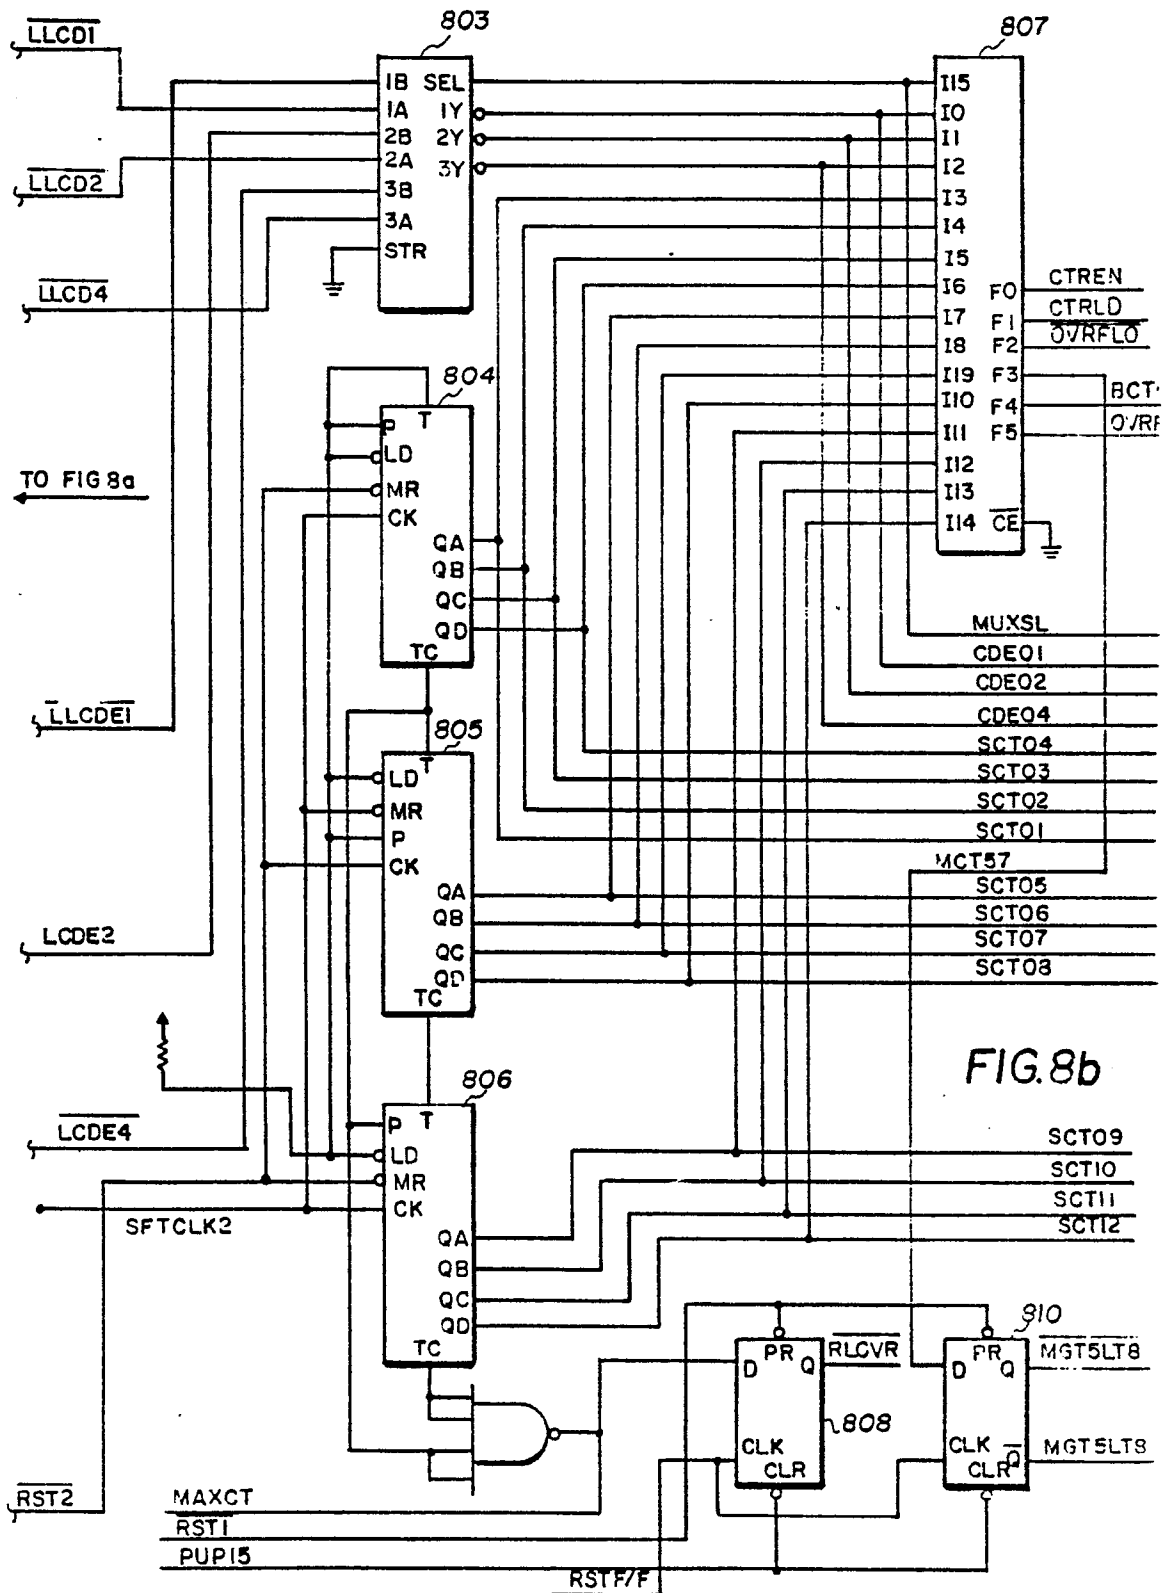 LLCD1
803
807
1B SEL
1A 1Y
2B 2Y
2A 3Y
3B
3A
STR
LLCD2
LLCD4
I15
I0
I1
I2
I3
I4
I5
I6
I7
I8
I19
I10
I11
I12
I13
I14
F0
F1
F2
F3
F4
F5
CE
CTREN
CTRLD
OVRFLO
BCT
OVRF
804
T
P
LD
MR
CK
QA
QB
QC
QD
TC
TO FIG 8a
MUXSL
CDE01
CDE02
CDE04
SCT04
SCT03
SCT02
SCT01
MCT57
SCT05
SCT06
SCT07
SCT08
LLCDE1
805
T
LD
MR
P
CK
QA
QB
QC
QD
TC
LCDE2
FIG.8b
806
T
P
LD
MR
CK
QA
QB
QC
QD
TC
LCDE4
SFTCLK2
SCT09
SCT10
SCT11
SCT12
810
PR
D Q
CLK
CLR
RLCVR
808
PR
D Q
CLK Q
CLR
MGT5LT8
MGT5LT8
RST2
MAXCT
RST1
PUP15
RSTF/F